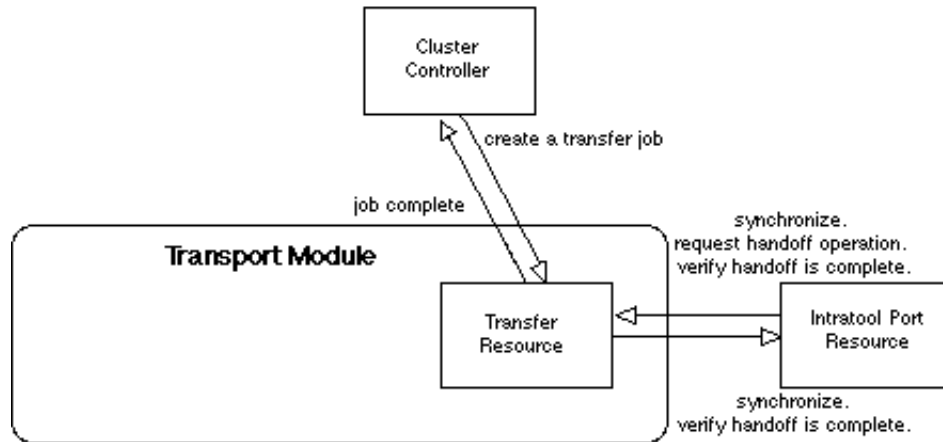 Cluster
Controller
create a transfer job
job complete
synchronize.
request handoff operation.
verify handoff is complete.
Transport Module
Transfer
Resource
Intratool Port
Resource
synchronize.
verify handoff is complete.